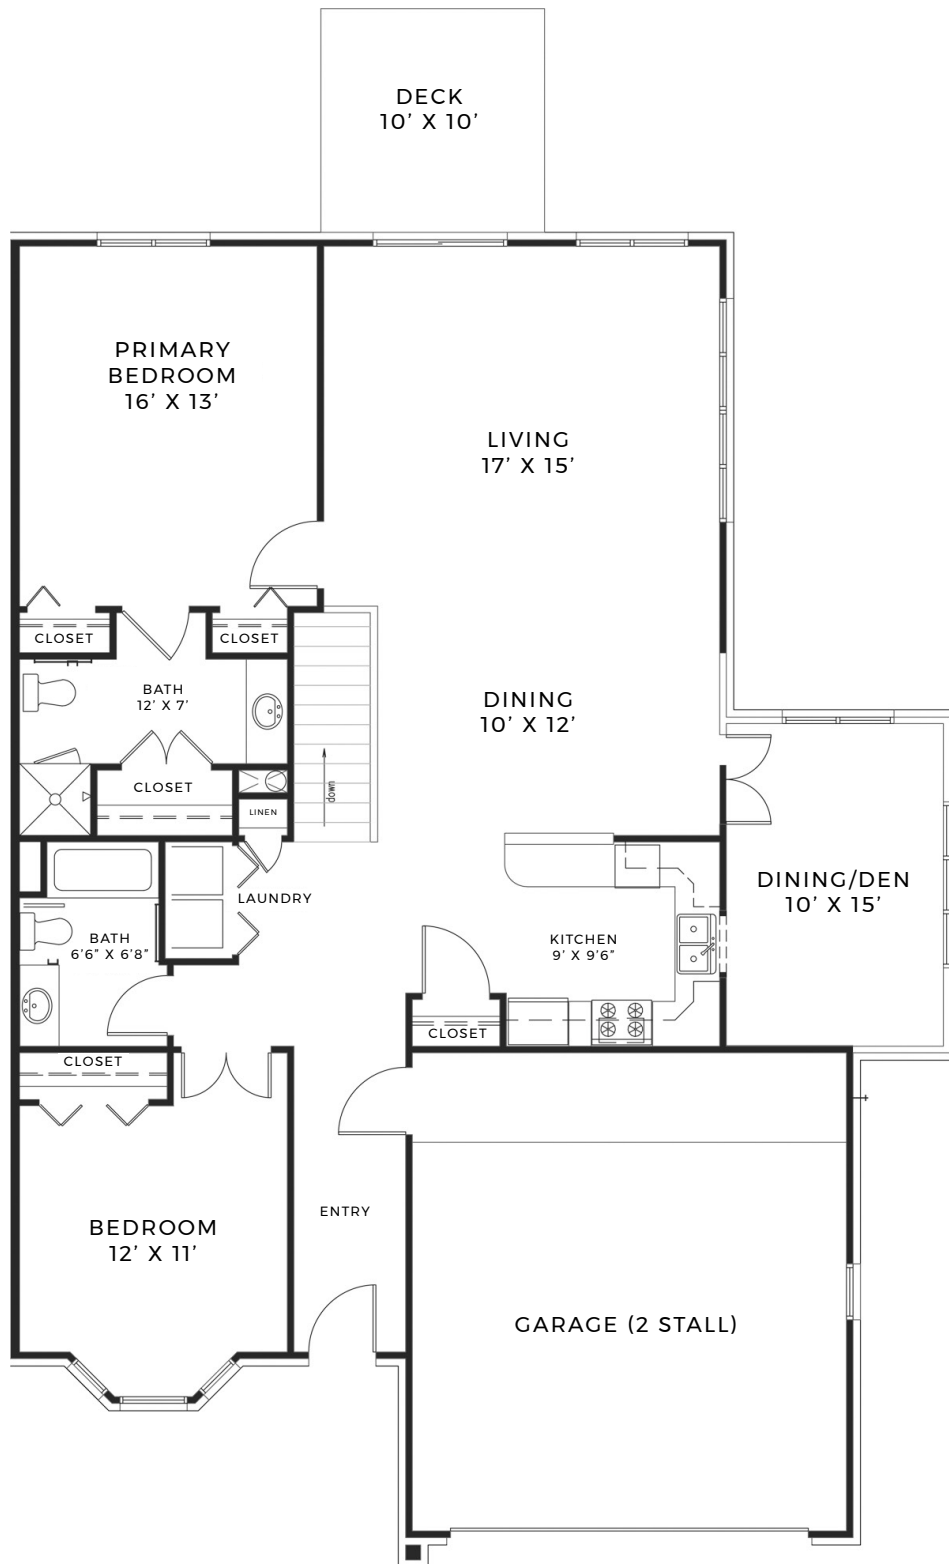 DECK
10’ X 10’
PRIMARY
BEDROOM
16’ X 13’
LIVING
17’ X 15’
CLOSET
CLOSET
BATH
12’ X 7’
DINING
10’ X 12’
CLOSET
down
LINEN
LAUNDRY
DINING/DEN
10’ X 15’
BATH
6’6” X 6’8”
KITCHEN
9’ X 9’6”
CLOSET
CLOSET
ENTRY
BEDROOM
12’ X 11’
GARAGE (2 STALL)